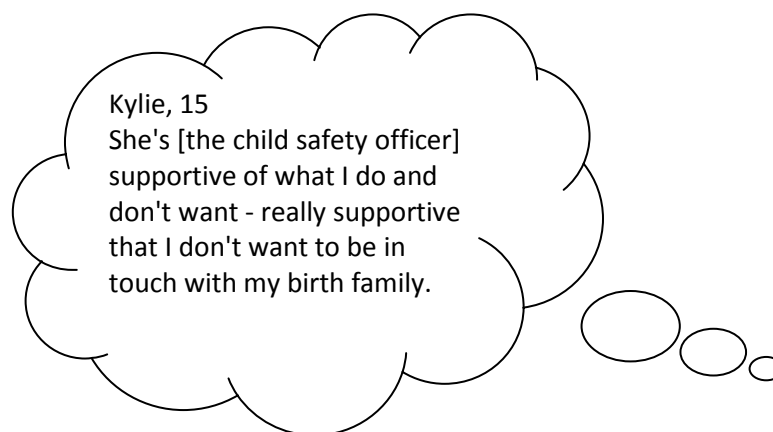 Kylie, 15
She's [the child safety officer]
supportive of what I do and
don't want - really supportive
that I don't want to be in
touch with my birth family.